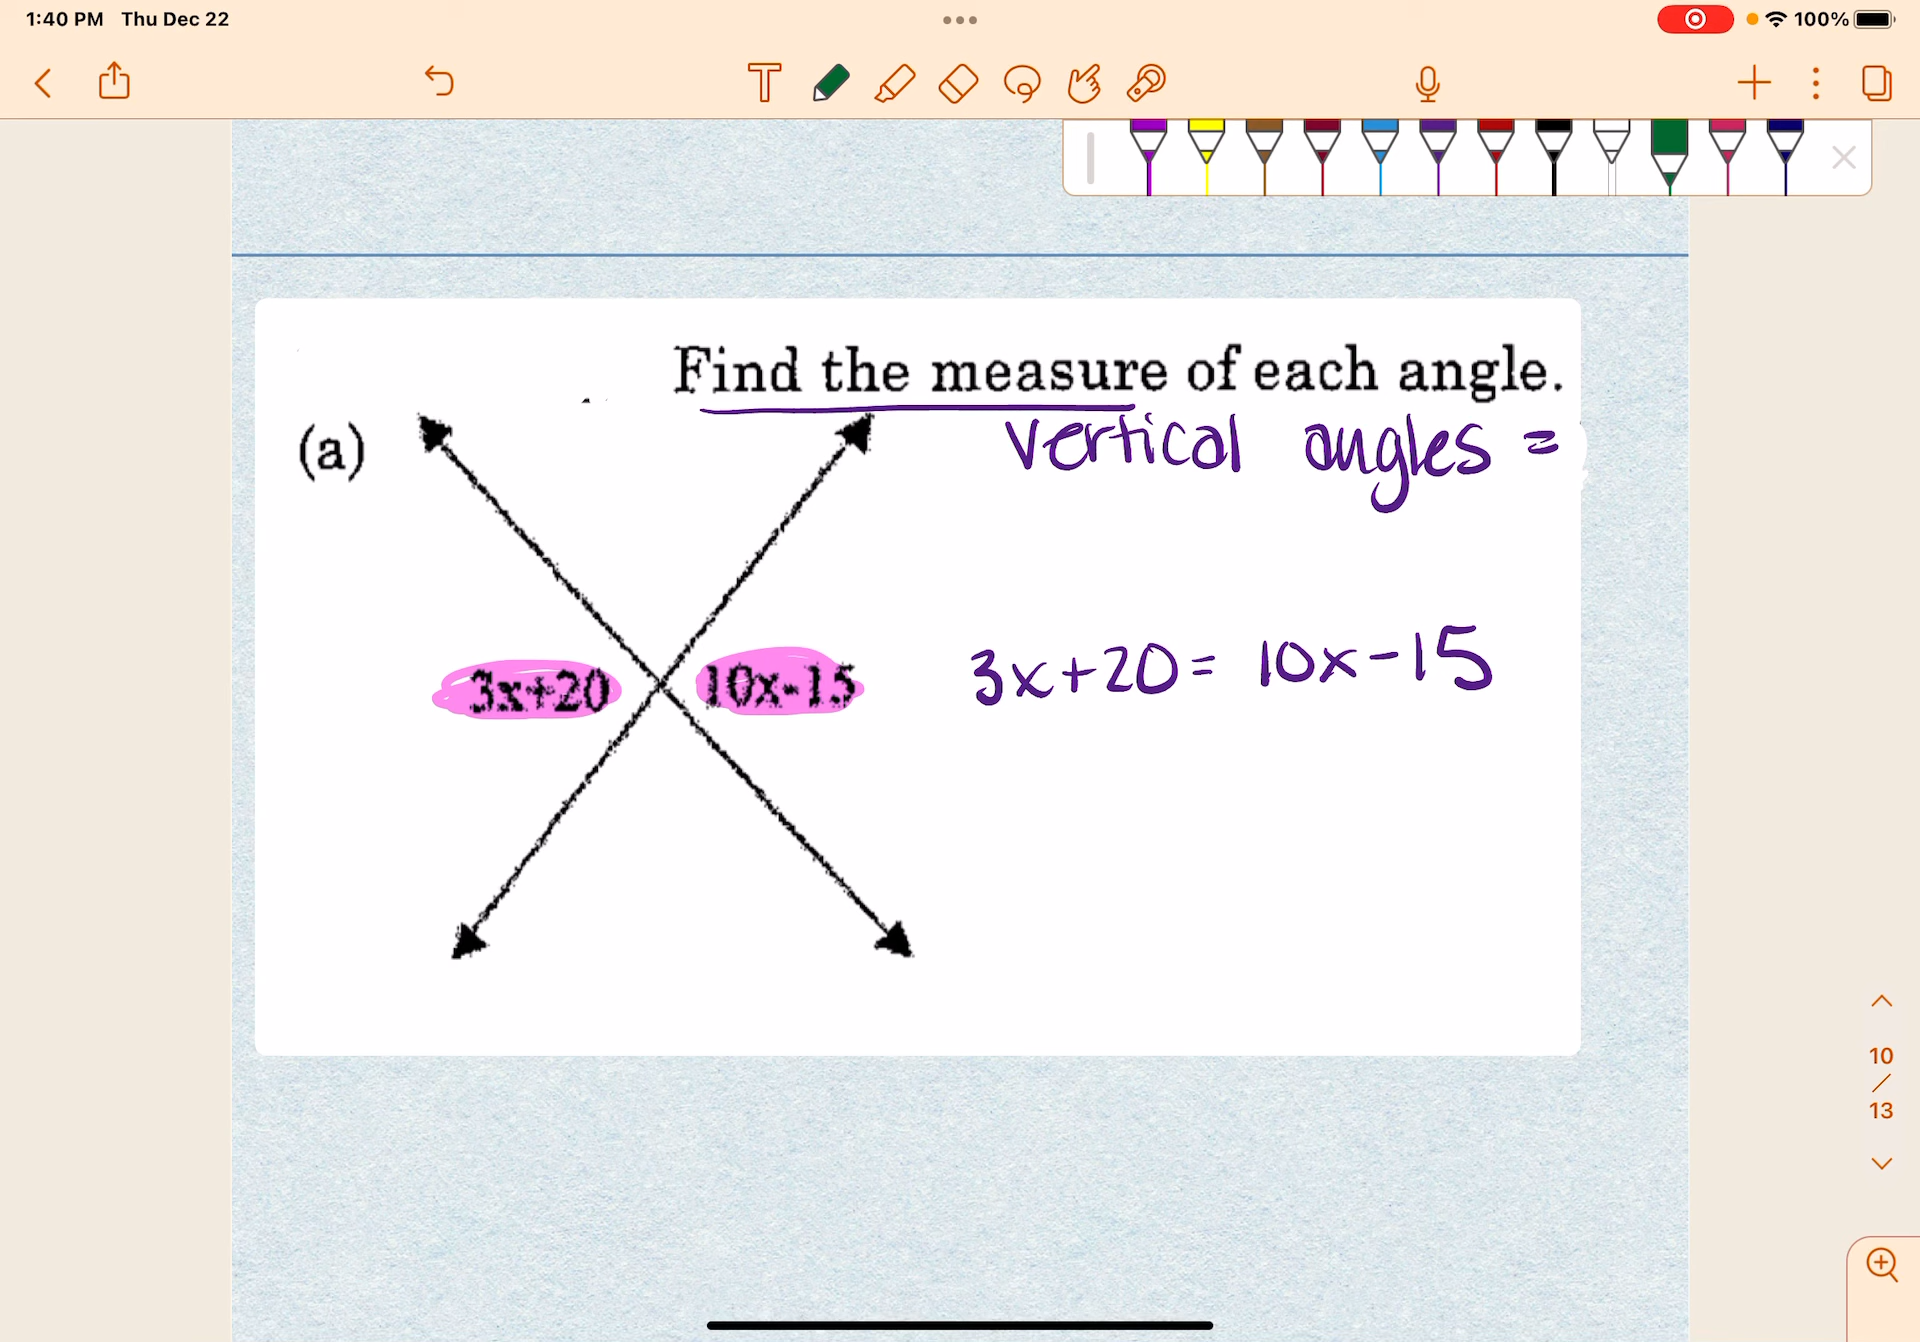 1:40 PM Thu Dec 22
100%
Find the measure of each angle.
(a)
vertical angles =
3x+20
10x-15
3x+20= 10x-15
10
/
13